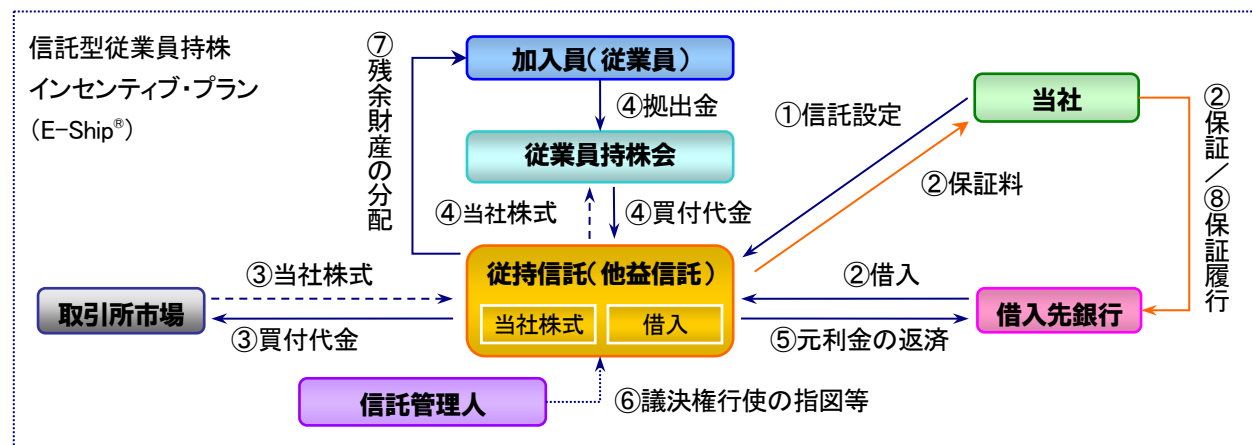 信託型従業員持株
インセンティブ・プラン
（E-Ship®）
⑦残余財産の分配
加入員（従業員）
④拠出金
従業員持株会
④当社株式
④買付代金
①信託設定
②保証料
当社
②保証／⑧保証履行
従持信託（他益信託）
当社株式
借入
③当社株式
取引所市場
③買付代金
②借入
⑤元利金の返済
借入先銀行
信託管理人
⑥議決権行使の指図等